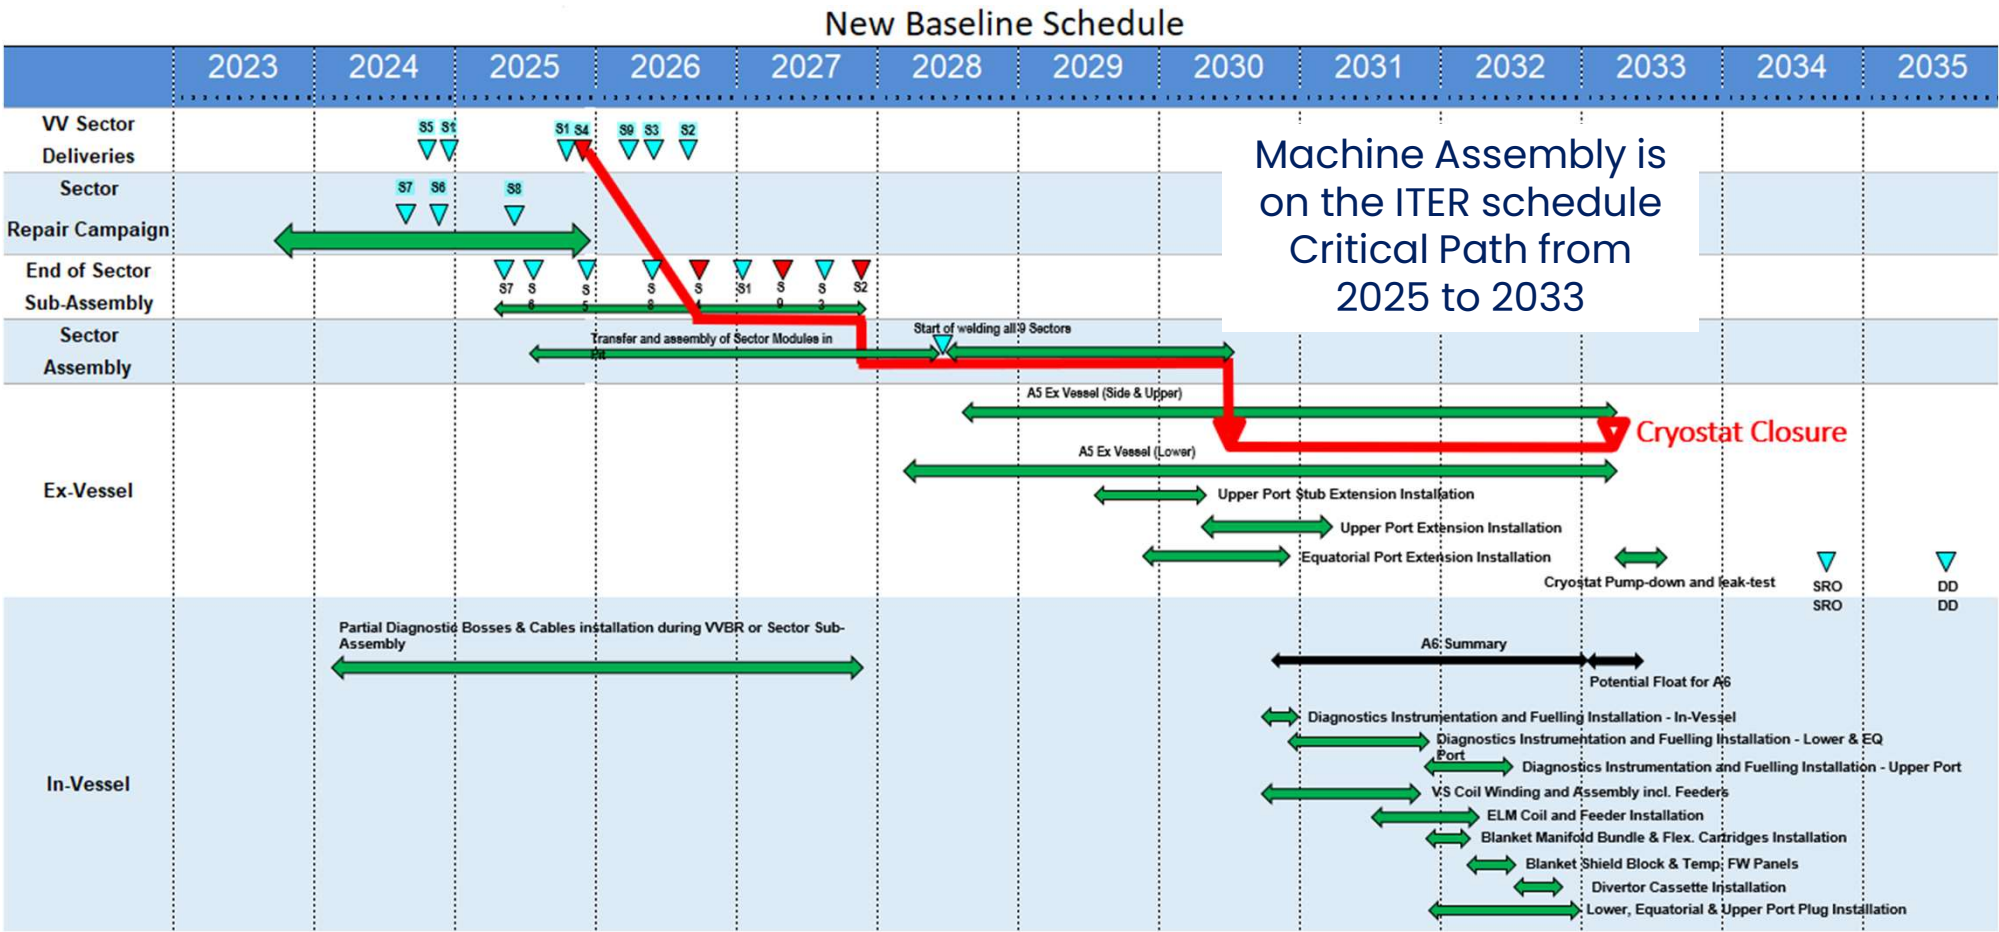 New Baseline Schedule
2023 2024 2025 2026 2027 2028 2029 2030 2031 2032 2033 2034 2035
VV Sector
Deliveries
S5 S1 S1 S4 S9 S3 S2
Machine Assembly is
on the ITER schedule
Critical Path from
2025 to 2033
Sector
Repair Campaign
S7 S6 S8
End of Sector
Sub-Assembly
S7 S6 S5 S8 S4 S1 S9 S3 S2
Sector
Assembly
Transfer and assembly of Sector Modules in
Pit
Start of welding all 9 Sectors
Ex-Vessel
A5 Ex Vessel (Side & Upper)
Cryostat Closure
A5 Ex Vessel (Lower)
Upper Port Stub Extension Installation
Upper Port Extension Installation
Equatorial Port Extension Installation
Cryostat Pump-down and leak-test
SRO DD
SRO DD
In-Vessel
Partial Diagnostic Bosses & Cables installation during VVBR or Sector Sub-
Assembly
A6 Summary
Potential Float for A6
Diagnostics Instrumentation and Fuelling Installation - In-Vessel
Diagnostics Instrumentation and Fuelling Installation - Lower & EQ
Port
Diagnostics Instrumentation and Fuelling Installation - Upper Port
VS Coil Winding and Assembly incl. Feeders
ELM Coil and Feeder Installation
Blanket Manifold Bundle & Flex. Cartridges Installation
Blanket Shield Block & Temp. FW Panels
Divertor Cassette Installation
Lower, Equatorial & Upper Port Plug Installation